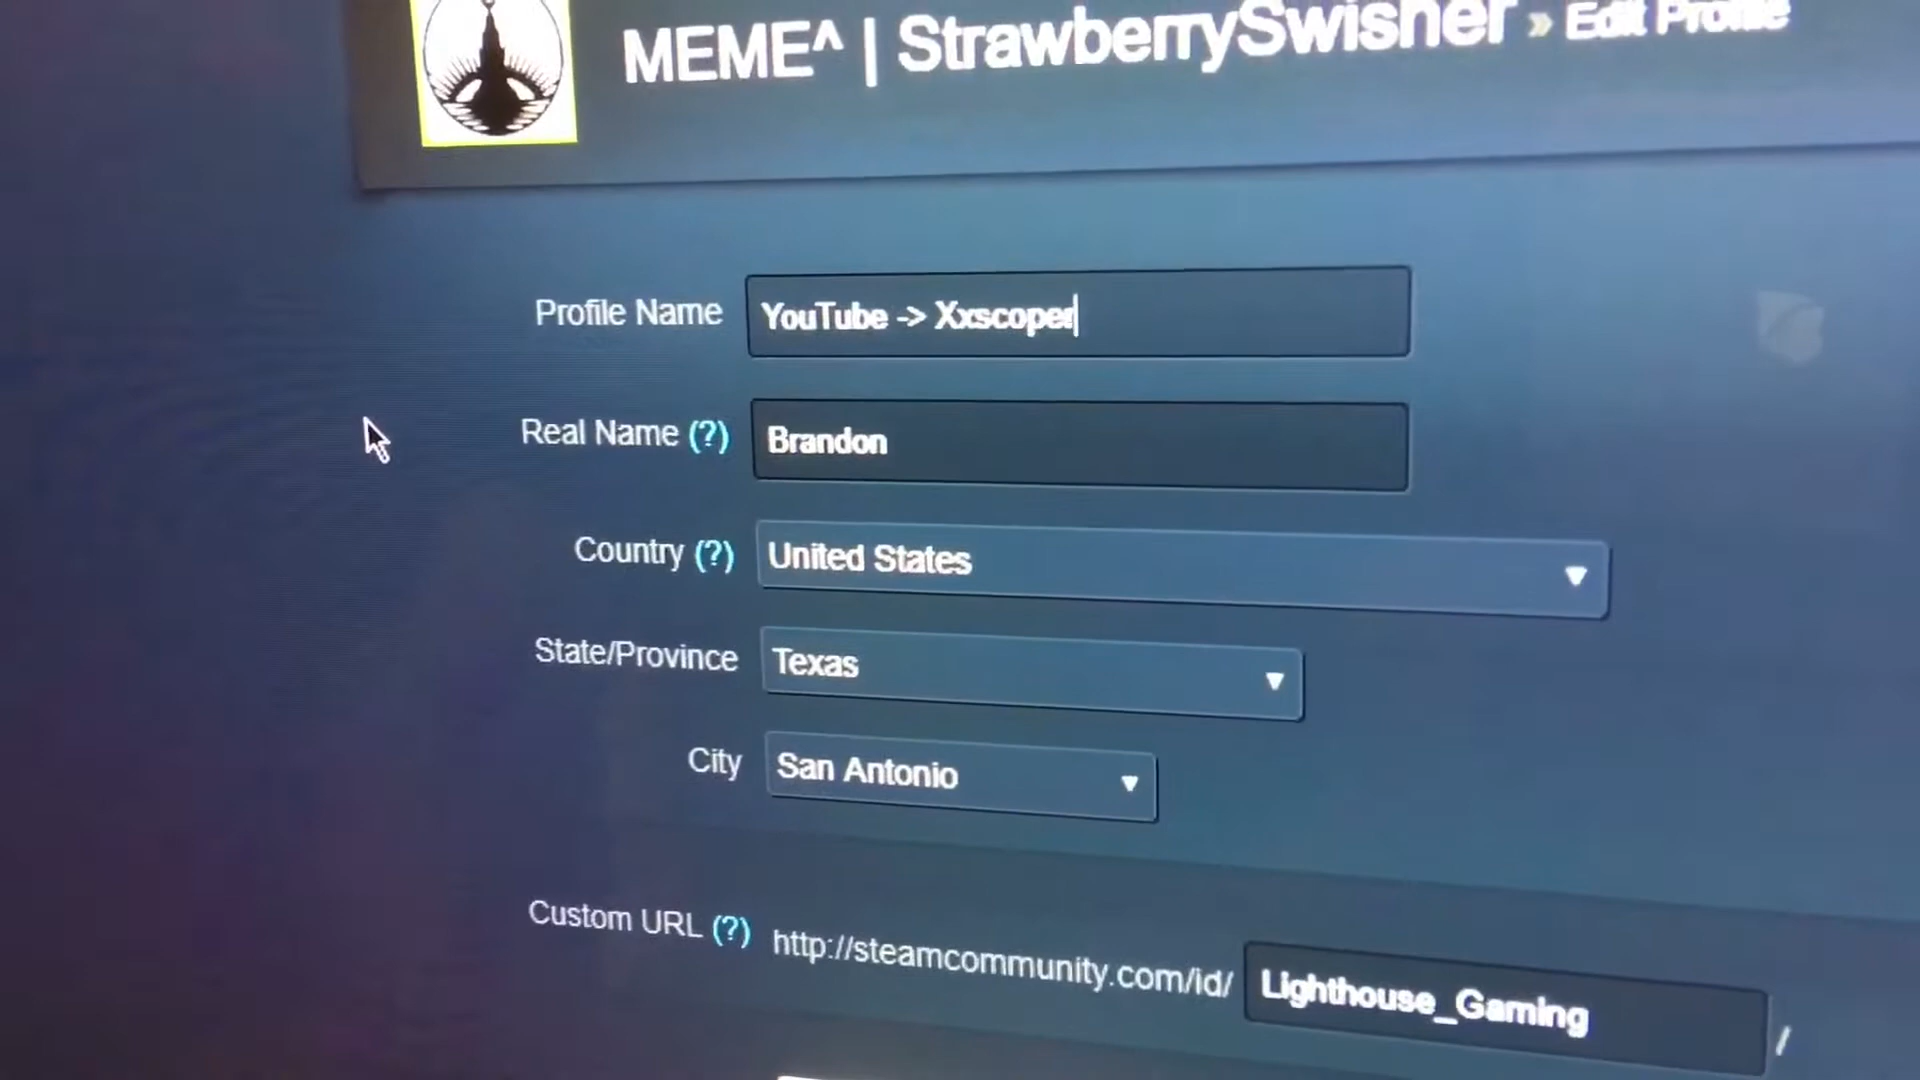 MEME^ | StrawberrySwisher » Edit Profile
Profile Name YouTube -> Xxscoper
Real Name (?) Brandon
Country (?) United States
State/Province Texas
City San Antonio
Custom URL (?) http://steamcommunity.com/id/ Lighthouse_Gaming /